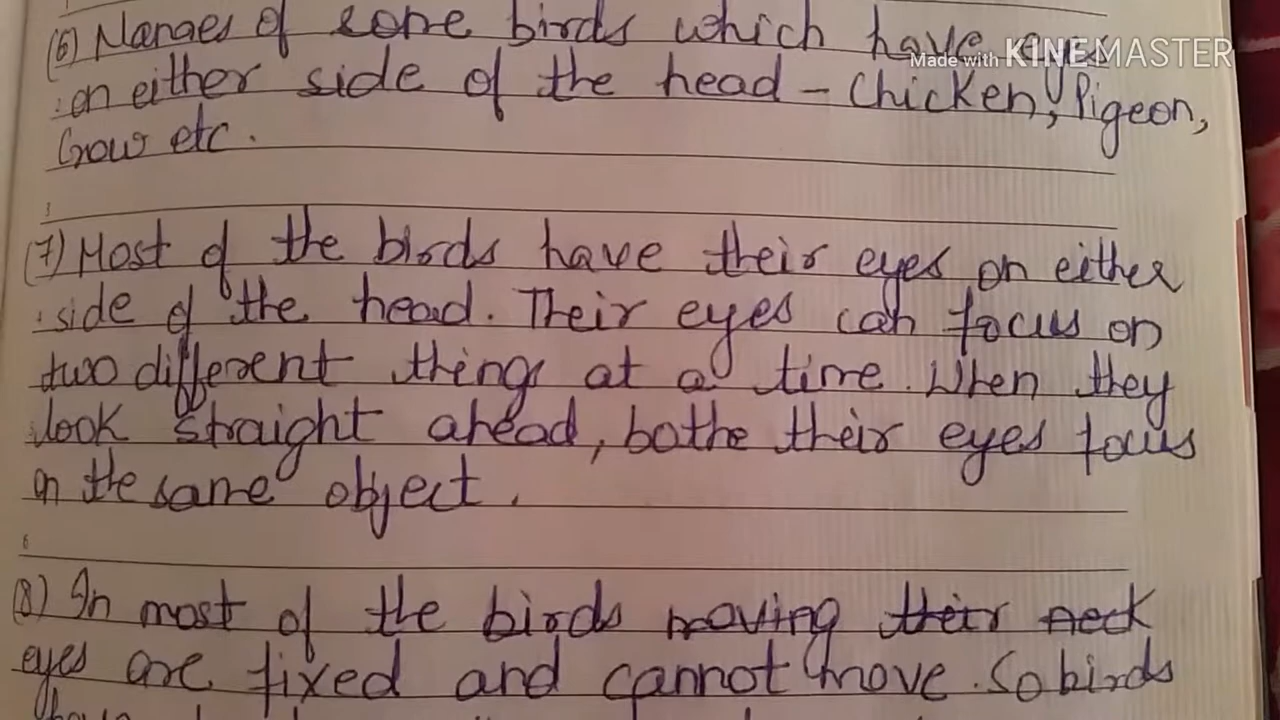 (6) Names of some birds which have eyes
Made with KINEMASTER
on either side of the head - Chicken, Pigeon,
Crow etc.
(7) Most of the birds have their eyes on either
side of the head. Their eyes can focus on
two different things at a time. When they
look straight ahead, bothe their eyes focus
on the same object.
(8) In most of the birds moving their neck
eyes are fixed and cannot move. So birds